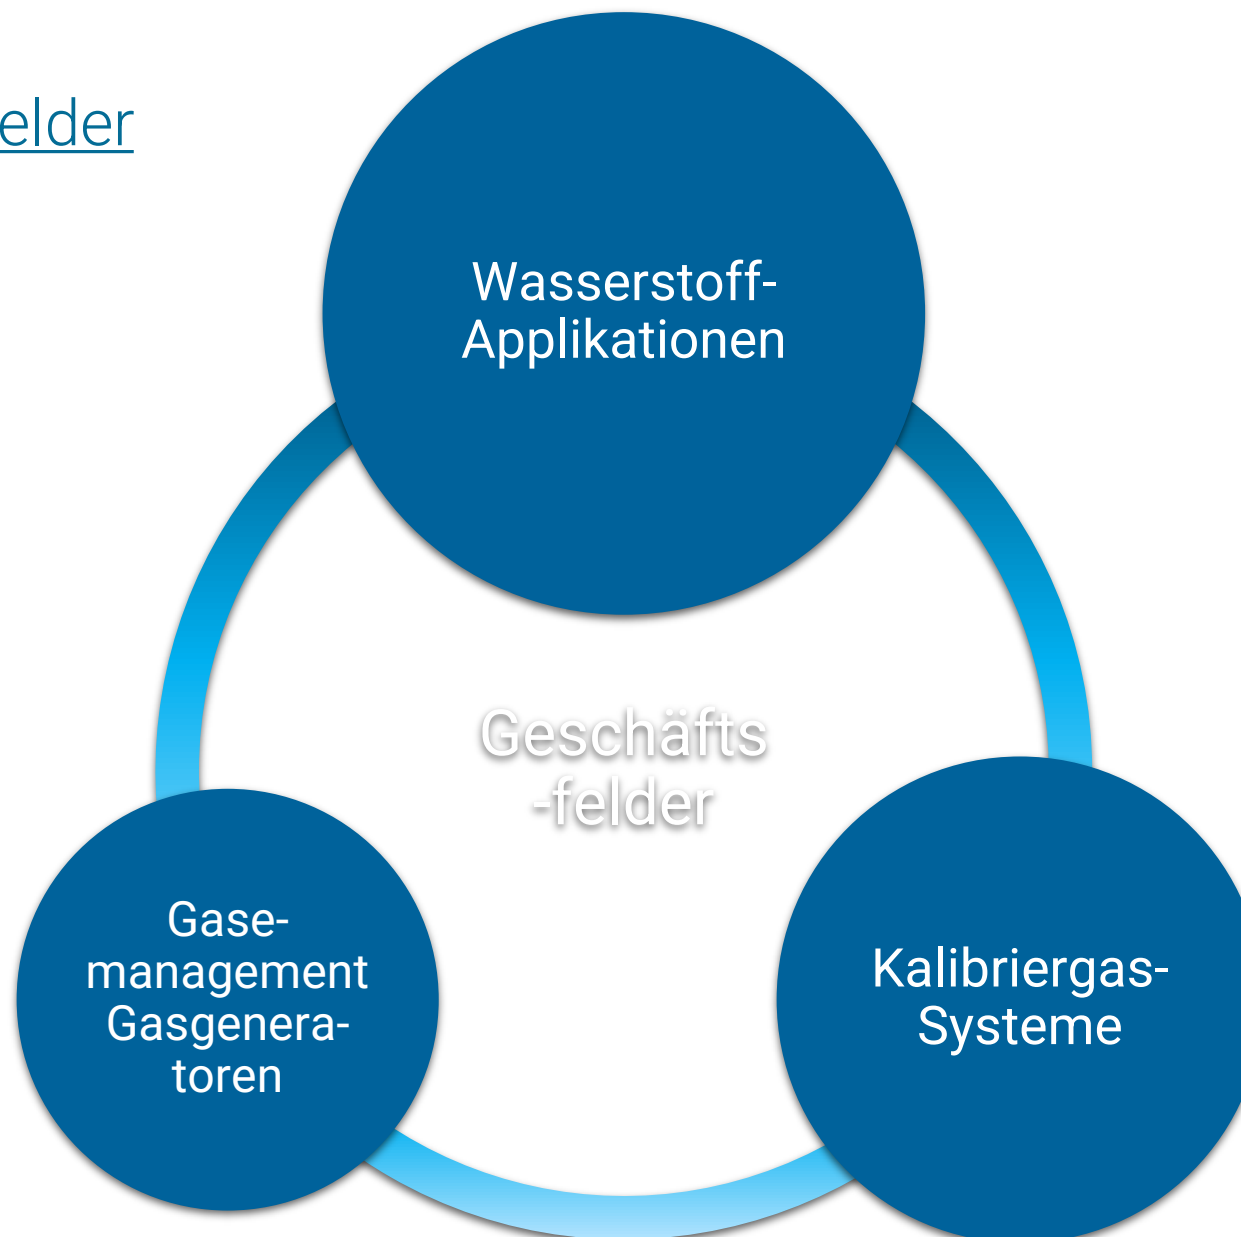 elder
Wasserstoff-
Applikationen
Geschäfts
-felder
Gase-
management
Gasgenera-
toren
Kalibriergas-
Systeme